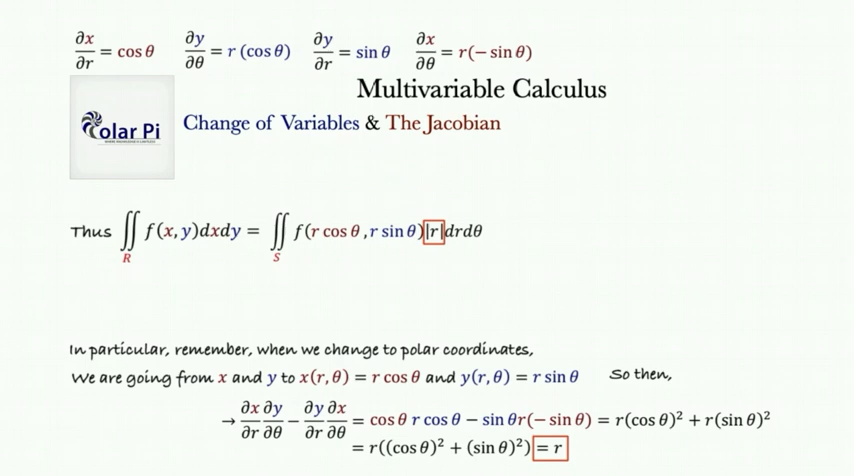 ∂x/∂r = cos θ   ∂y/∂θ = r (cos θ)   ∂y/∂r = sin θ   ∂x/∂θ = r(− sin θ)
Multivariable Calculus
olar Pi
Change of Variables & The Jacobian
Thus ∬_R f(x, y)dxdy = ∬_S f(r cos θ , r sin θ)|r|drdθ
In particular, remember, when we change to polar coordinates,
We are going from x and y to x(r, θ) = r cos θ and y(r, θ) = r sin θ   So then,
→ ∂x/∂r ∂y/∂θ − ∂y/∂r ∂x/∂θ = cos θ r cos θ − sin θr(− sin θ) = r(cos θ)² + r(sin θ)²
= r((cos θ)² + (sin θ)²) = r